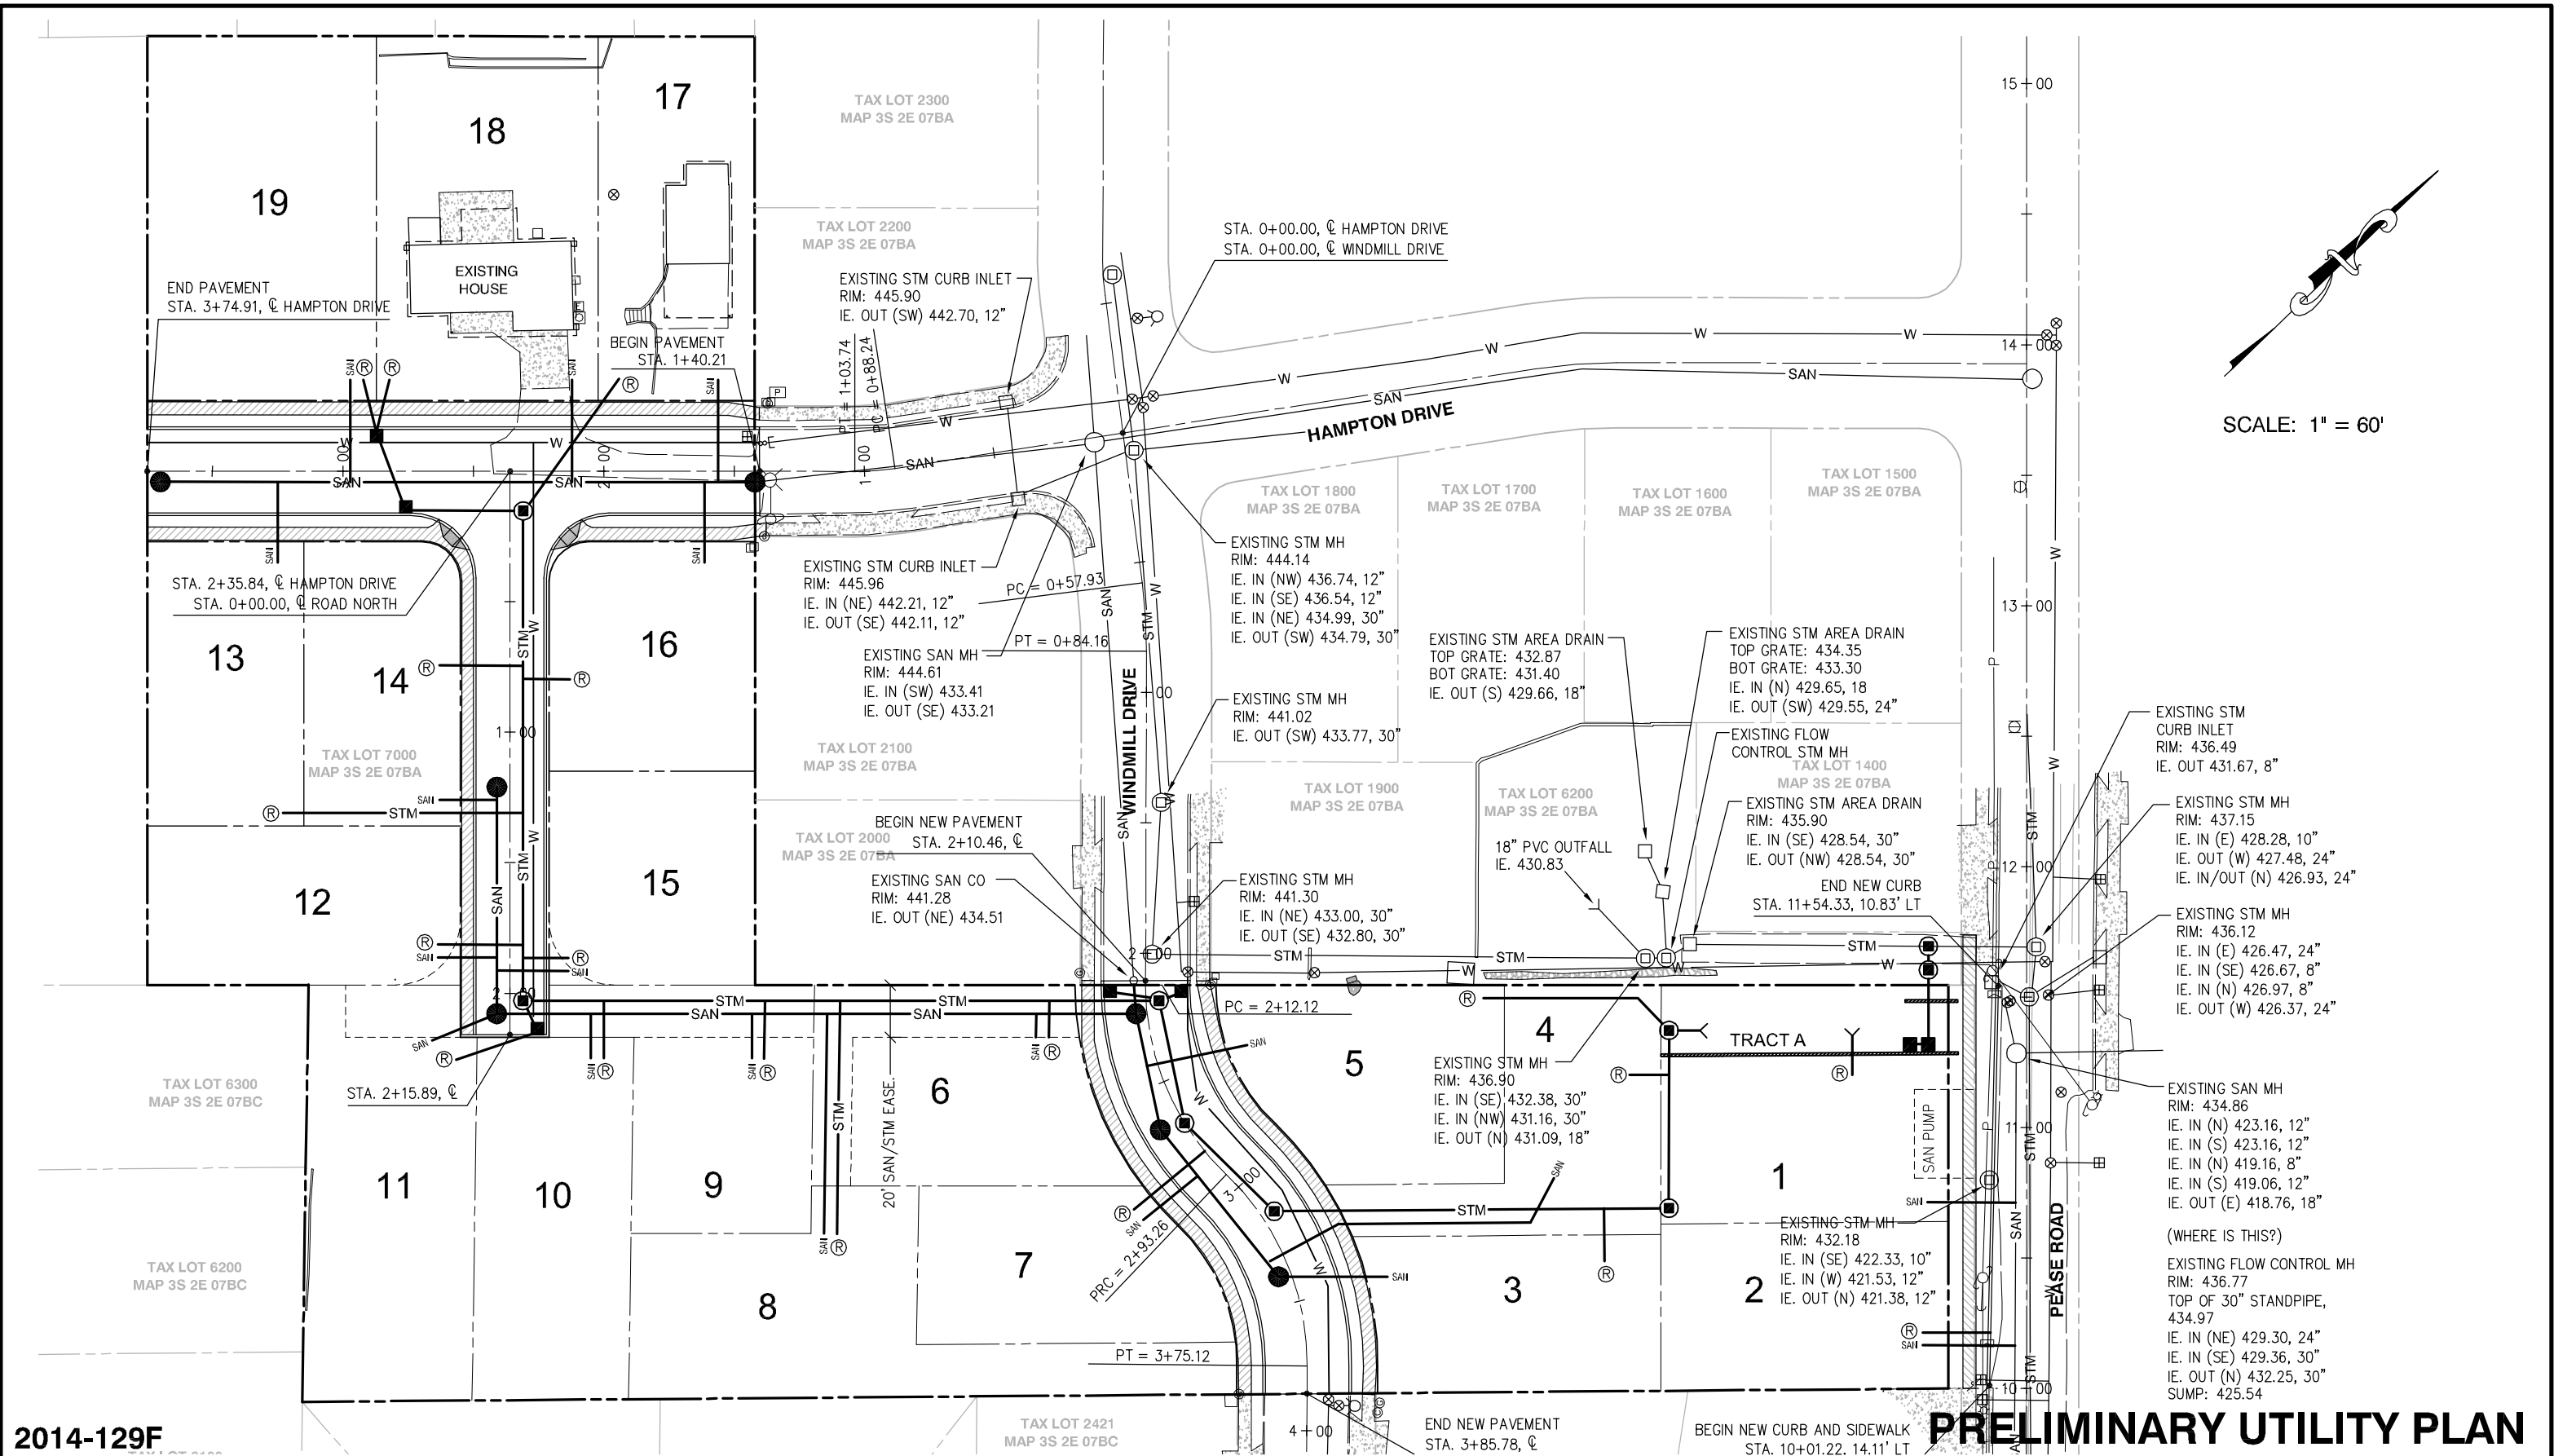 17
18
19
TAX LOT 2300
MAP 3S 2E 07BA
15+00
TAX LOT 2200
MAP 3S 2E 07BA
STA. 0+00.00, ℄ HAMPTON DRIVE
STA. 0+00.00, ℄ WINDMILL DRIVE
EXISTING
HOUSE
END PAVEMENT
STA. 3+74.91, ℄ HAMPTON DRIVE
EXISTING STM CURB INLET
RIM: 445.90
IE. OUT (SW) 442.70, 12"
BEGIN PAVEMENT
STA. 1+40.21
PT = 1+03.74
PC = 0+88.24
14+00
SCALE: 1" = 60'
HAMPTON DRIVE
W
W
W
W
W
W
W
SAN
SAN
SAN
SAN
SAN
1+00
STA. 2+35.84, ℄ HAMPTON DRIVE
STA. 0+00.00, ℄ ROAD NORTH
TAX LOT 1800
MAP 3S 2E 07BA
TAX LOT 1700
MAP 3S 2E 07BA
TAX LOT 1600
MAP 3S 2E 07BA
TAX LOT 1500
MAP 3S 2E 07BA
EXISTING STM CURB INLET
RIM: 445.96
IE. IN (NE) 442.21, 12"
IE. OUT (SE) 442.11, 12"
PC = 0+57.93
PT = 0+84.16
EXISTING STM MH
RIM: 444.14
IE. IN (NW) 436.74, 12"
IE. IN (SE) 436.54, 12"
IE. IN (NE) 434.99, 30"
IE. OUT (SW) 434.79, 30"
13+00
13
14
16
EXISTING SAN MH
RIM: 444.61
IE. IN (SW) 433.41
IE. OUT (SE) 433.21
EXISTING STM AREA DRAIN
TOP GRATE: 432.87
BOT GRATE: 431.40
IE. OUT (S) 429.66, 18"
EXISTING STM AREA DRAIN
TOP GRATE: 434.35
BOT GRATE: 433.30
IE. IN (N) 429.65, 18
IE. OUT (SW) 429.55, 24"
1+00
TAX LOT 7000
MAP 3S 2E 07BA
TAX LOT 2100
MAP 3S 2E 07BA
WINDMILL DRIVE
EXISTING STM MH
RIM: 441.02
IE. OUT (SW) 433.77, 30"
EXISTING FLOW
CONTROL STM MH
TAX LOT 1400
MAP 3S 2E 07BA
EXISTING STM
CURB INLET
RIM: 436.49
IE. OUT 431.67, 8"
TAX LOT 1900
MAP 3S 2E 07BA
TAX LOT 6200
MAP 3S 2E 07BA
EXISTING STM AREA DRAIN
RIM: 435.90
IE. IN (SE) 428.54, 30"
IE. OUT (NW) 428.54, 30"
EXISTING STM MH
RIM: 437.15
IE. IN (E) 428.28, 10"
IE. OUT (W) 427.48, 24"
IE. IN/OUT (N) 426.93, 24"
BEGIN NEW PAVEMENT
STA. 2+10.46, ℄
TAX LOT 2000
MAP 3S 2E 07BA
18" PVC OUTFALL
IE. 430.83
12+00
12
15
EXISTING SAN CO
RIM: 441.28
IE. OUT (NE) 434.51
EXISTING STM MH
RIM: 441.30
IE. IN (NE) 433.00, 30"
IE. OUT (SE) 432.80, 30"
END NEW CURB
STA. 11+54.33, 10.83' LT
EXISTING STM MH
RIM: 436.12
IE. IN (E) 426.47, 24"
IE. IN (SE) 426.67, 8"
IE. IN (N) 426.97, 8"
IE. OUT (W) 426.37, 24"
STM
STM
STM
STM
STM
SAN
SAN
PC = 2+12.12
TRACT A
4
5
6
STA. 2+15.89, ℄
TAX LOT 6300
MAP 3S 2E 07BC
20' SAN/STM EASE.
EXISTING STM MH
RIM: 436.90
IE. IN (SE) 432.38, 30"
IE. IN (NW) 431.16, 30"
IE. OUT (N) 431.09, 18"
SAN PUMP
11+00
EXISTING SAN MH
RIM: 434.86
IE. IN (N) 423.16, 12"
IE. IN (S) 423.16, 12"
IE. IN (N) 419.16, 8"
IE. IN (S) 419.06, 12"
IE. OUT (E) 418.76, 18"
11
10
9
1
3+00
STM
PRC = 2+93.26
TAX LOT 6200
MAP 3S 2E 07BC
EXISTING STM MH
RIM: 432.18
IE. IN (SE) 422.33, 10"
IE. IN (W) 421.53, 12"
IE. OUT (N) 421.38, 12"
PEASE ROAD
(WHERE IS THIS?)
EXISTING FLOW CONTROL MH
RIM: 436.77
TOP OF 30" STANDPIPE,
434.97
IE. IN (NE) 429.30, 24"
IE. IN (SE) 429.36, 30"
IE. OUT (N) 432.25, 30"
SUMP: 425.54
7
8
3
2
PT = 3+75.12
10+00
TAX LOT 2421
MAP 3S 2E 07BC
4+00
END NEW PAVEMENT
STA. 3+85.78, ℄
BEGIN NEW CURB AND SIDEWALK
STA. 10+01.22, 14.11' LT
2014-129F
PRELIMINARY UTILITY PLAN